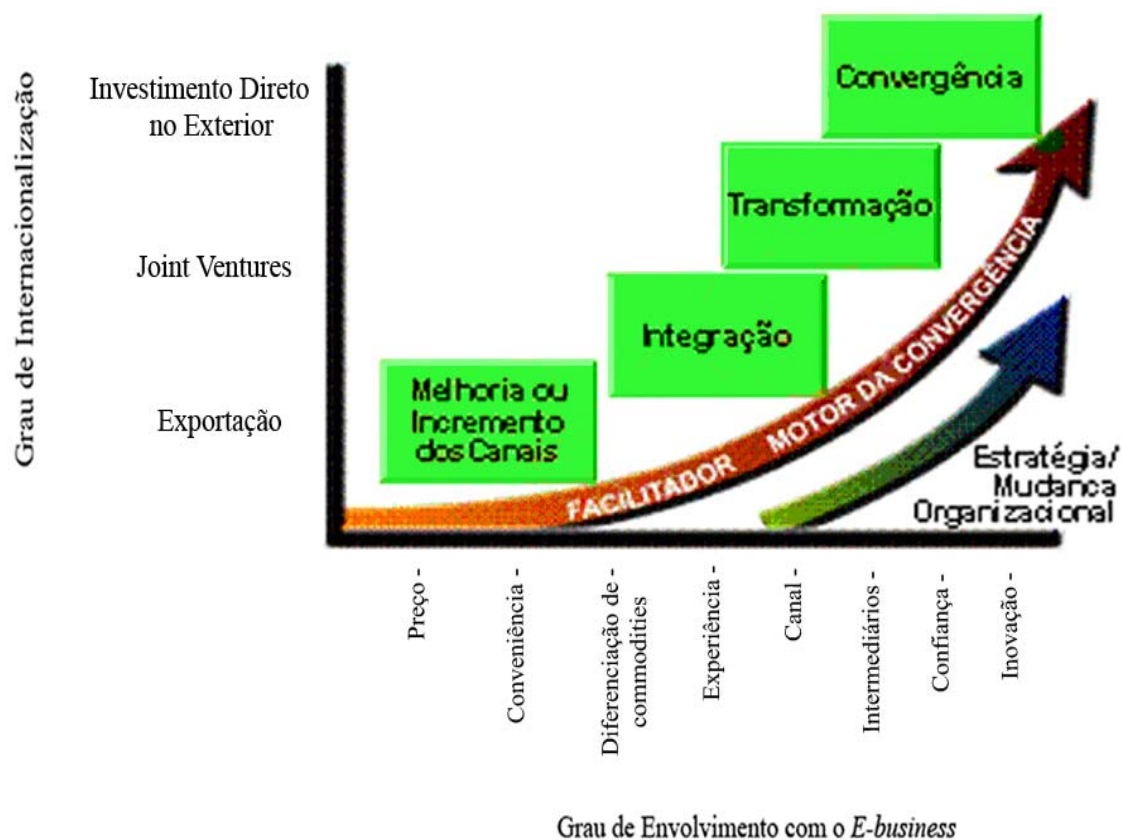 Grau de Internacionalização
Investimento Direto
no Exterior
Joint Ventures
Exportação
Convergência
Transformação
Integração
Melhoria ou
Incremento
dos Canais
FACILITADOR MOTOR DA CONVERGÊNCIA
Estratégia/
Mudanca
Organizacional
Preço -
Conveniência -
Diferenciação de -
commodities
Experiência -
Canal -
Intermediários -
Confiança -
Inovação -
Grau de Envolvimento com o E-business